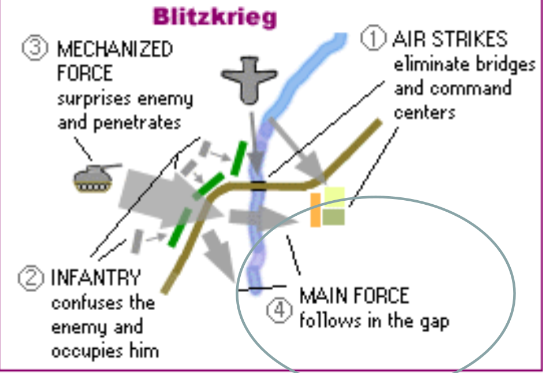 Blitzkrieg
① AIR STRIKES
eliminate bridges
and command
centers
③ MECHANIZED
FORCE
surprises enemy
and penetrates
② INFANTRY
confuses the
enemy and
occupies him
④ MAIN FORCE
follows in the gap